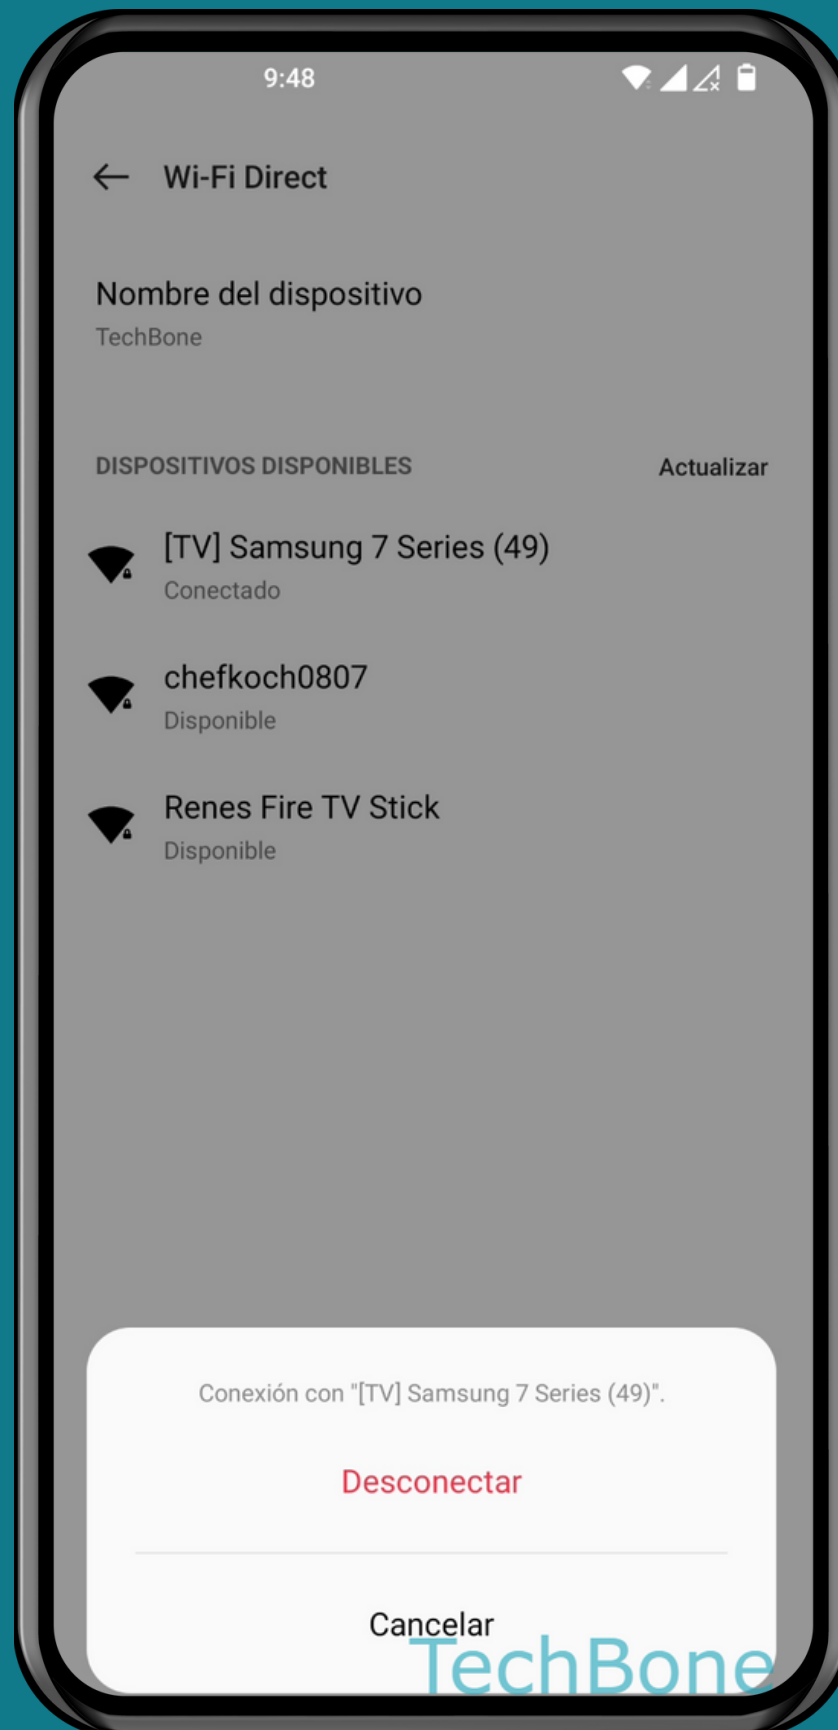 9:48
Wi-Fi Direct
Nombre del dispositivo
TechBone
DISPOSITIVOS DISPONIBLES Actualizar
[TV] Samsung 7 Series (49)
Conectado
chefkoch0807
Disponible
Renes Fire TV Stick
Disponible
Conexión con "[TV] Samsung 7 Series (49)".
Desconectar
Cancelar
TechBone